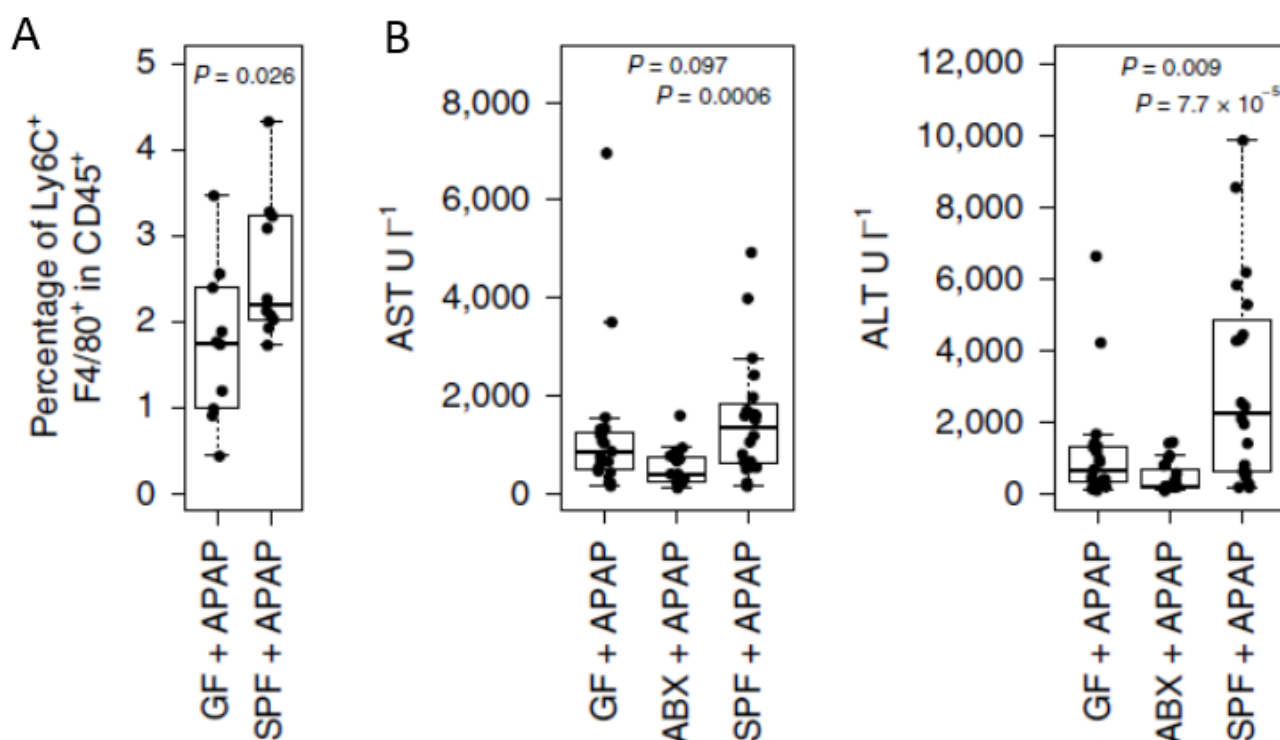 A
Percentage of Ly6C⁺
F4/80⁺ in CD45⁺
5
4
3
2
1
0
P = 0.026
GF + APAP
SPF + APAP
B
AST U l⁻¹
8,000
6,000
4,000
2,000
0
P = 0.097
P = 0.0006
GF + APAP
ABX + APAP
SPF + APAP
ALT U l⁻¹
12,000
10,000
8,000
6,000
4,000
2,000
0
P = 0.009
P = 7.7 × 10⁻⁵
GF + APAP
ABX + APAP
SPF + APAP